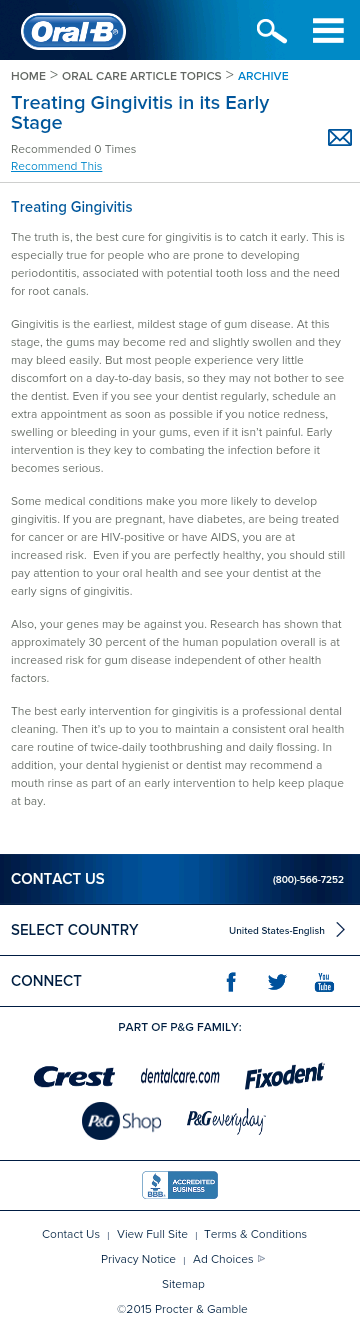 Oral-B®
HOME > ORAL CARE ARTICLE TOPICS > ARCHIVE
Treating Gingivitis in its Early
Stage
Recommended 0 Times
Recommend This
Treating Gingivitis
The truth is, the best cure for gingivitis is to catch it early. This is
especially true for people who are prone to developing
periodontitis, associated with potential tooth loss and the need
for root canals.
Gingivitis is the earliest, mildest stage of gum disease. At this
stage, the gums may become red and slightly swollen and they
may bleed easily. But most people experience very little
discomfort on a day-to-day basis, so they may not bother to see
the dentist. Even if you see your dentist regularly, schedule an
extra appointment as soon as possible if you notice redness,
swelling or bleeding in your gums, even if it isn’t painful. Early
intervention is they key to combating the infection before it
becomes serious.
Some medical conditions make you more likely to develop
gingivitis. If you are pregnant, have diabetes, are being treated
for cancer or are HIV-positive or have AIDS, you are at
increased risk.  Even if you are perfectly healthy, you should still
pay attention to your oral health and see your dentist at the
early signs of gingivitis.
Also, your genes may be against you. Research has shown that
approximately 30 percent of the human population overall is at
increased risk for gum disease independent of other health
factors.
The best early intervention for gingivitis is a professional dental
cleaning. Then it’s up to you to maintain a consistent oral health
care routine of twice-daily toothbrushing and daily flossing. In
addition, your dental hygienist or dentist may recommend a
mouth rinse as part of an early intervention to help keep plaque
at bay.
CONTACT US (800)-566-7252
SELECT COUNTRY United States-English
CONNECT You Tube
PART OF P&G FAMILY:
Crest dentalcare.com Fixodent
P&G Shop P&G everyday
BBB. ACCREDITED BUSINESS
Contact Us | View Full Site | Terms & Conditions
Privacy Notice | Ad Choices
Sitemap
©2015 Procter & Gamble